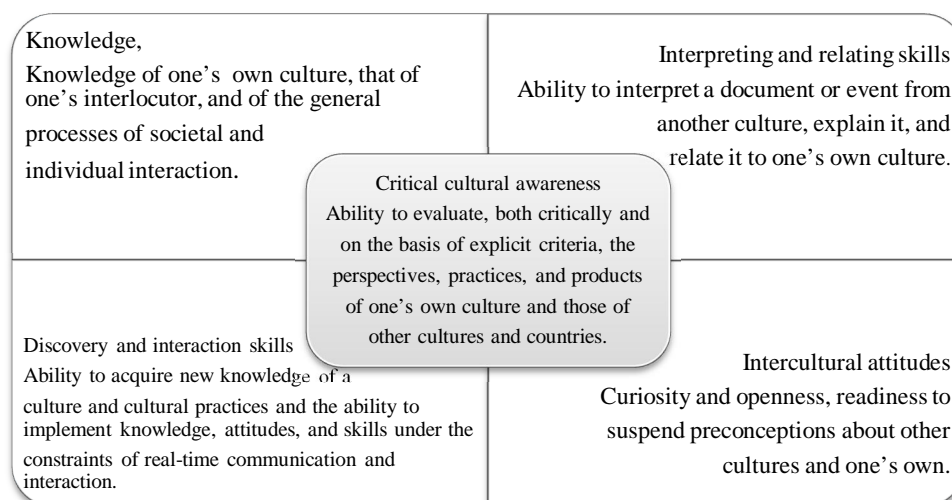 Knowledge,
Knowledge of one's own culture, that of
one's interlocutor, and of the general
processes of societal and
individual interaction.
Interpreting and relating skills
Ability to interpret a document or event from
another culture, explain it, and
relate it to one's own culture.
Critical cultural awareness
Ability to evaluate, both critically and
on the basis of explicit criteria, the
perspectives, practices, and products
of one's own culture and those of
other cultures and countries.
Discovery and interaction skills
Ability to acquire new knowledge of a
culture and cultural practices and the ability to
implement knowledge, attitudes, and skills under the
constraints of real-time communication and
interaction.
Intercultural attitudes
Curiosity and openness, readiness to
suspend preconceptions about other
cultures and one's own.